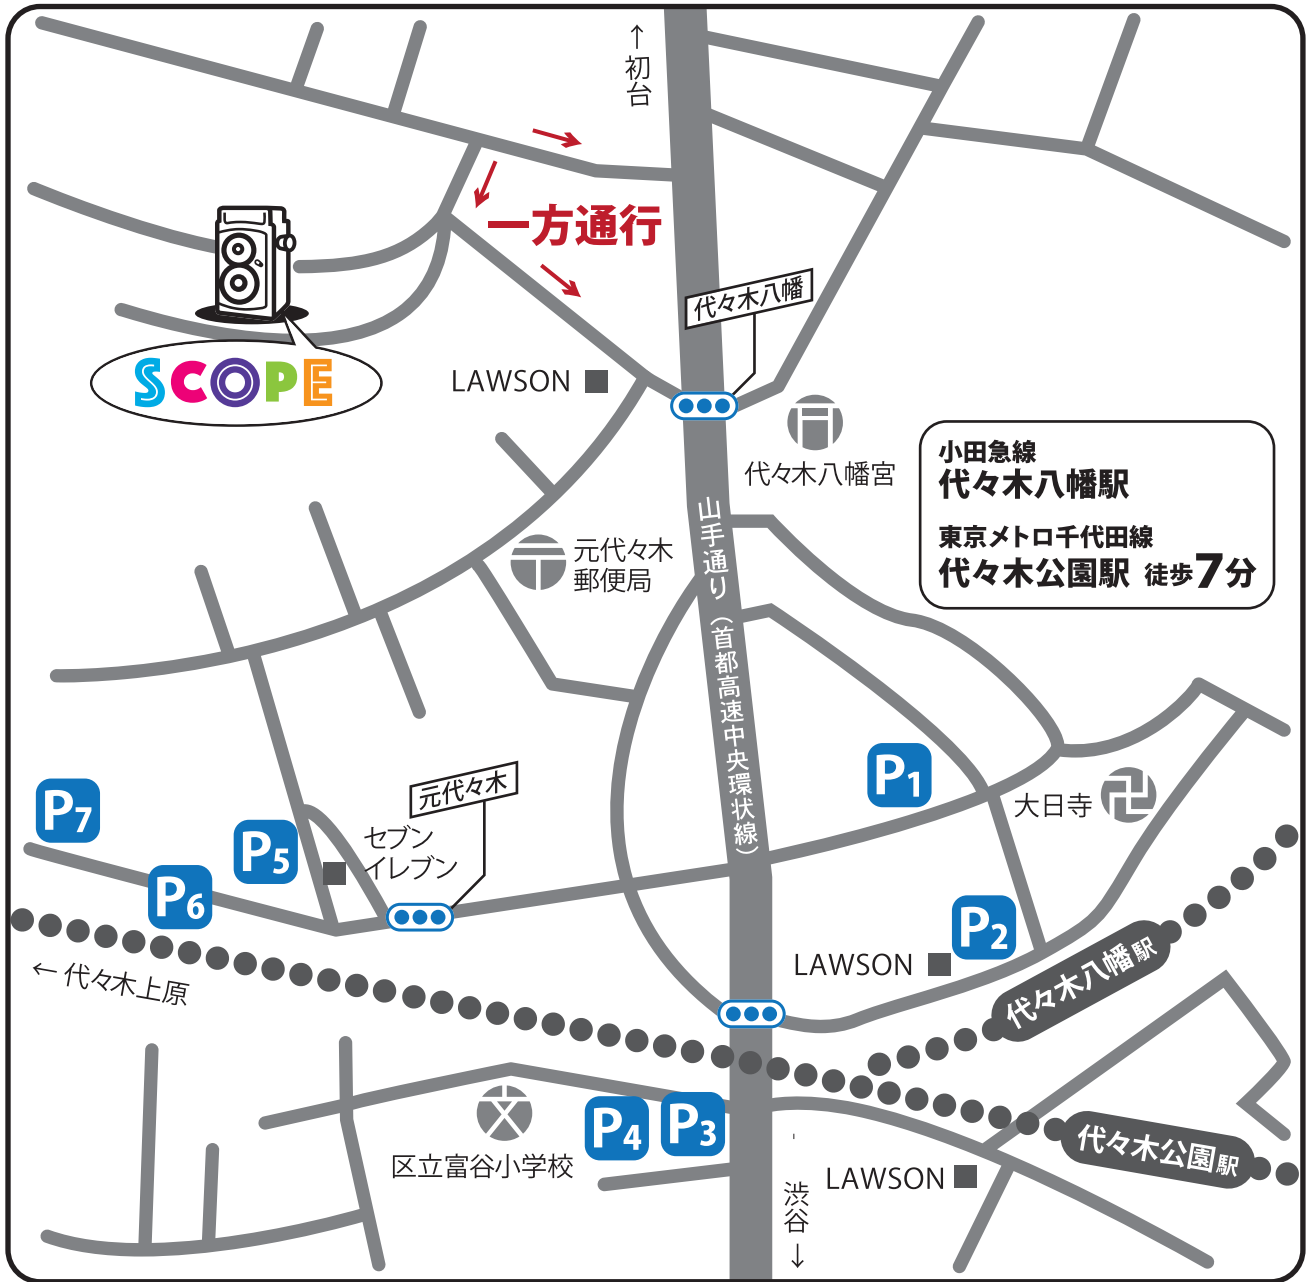 ↑初台
一方通行
代々木八幡
SCOPE
LAWSON
代々木八幡宮
小田急線
代々木八幡駅
東京メトロ千代田線
代々木公園駅 徒歩7分
山手通り（首都高速中央環状線）
元代々木
郵便局
P1
元代々木
大日寺
P7
セブン
イレブン
P5
P6
P2
LAWSON
代々木八幡駅
←代々木上原
P4
P3
代々木公園駅
区立富谷小学校
LAWSON
渋谷↓